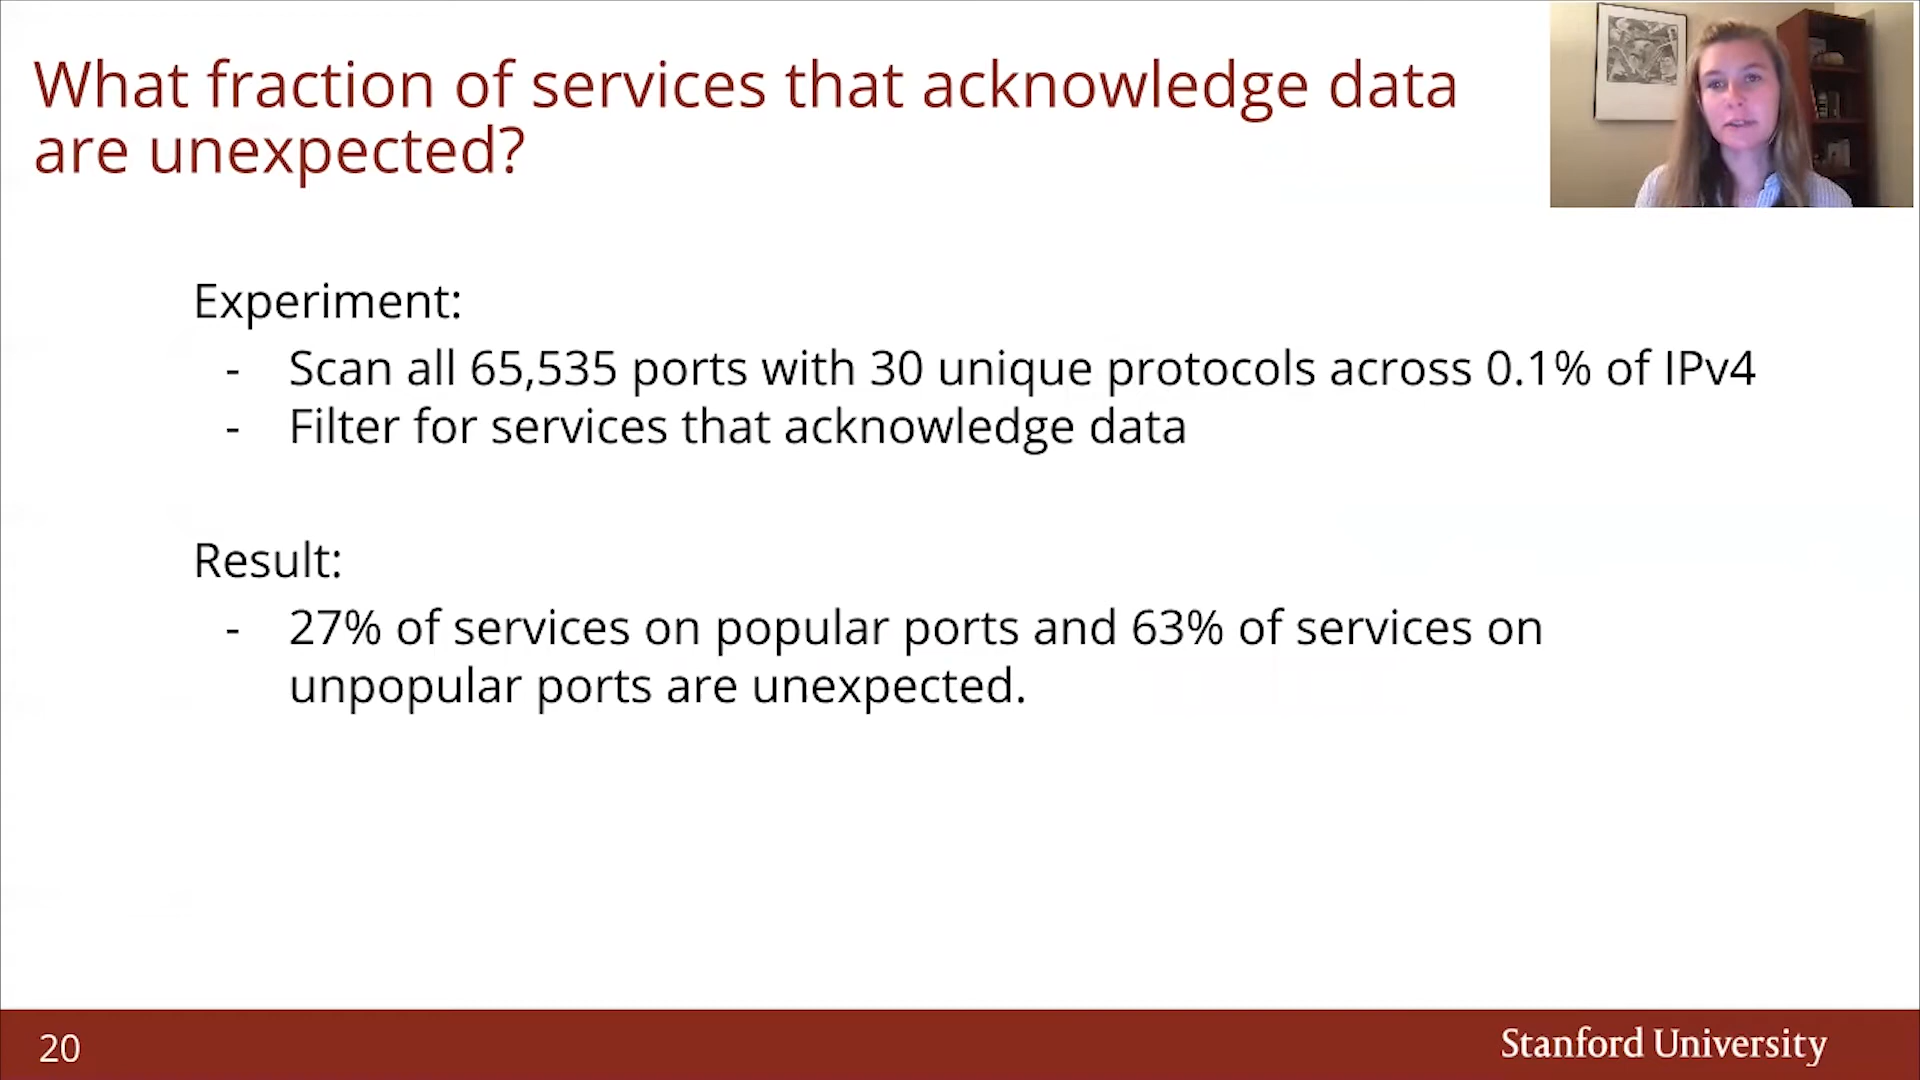 What fraction of services that acknowledge data
are unexpected?
Experiment:
- Scan all 65,535 ports with 30 unique protocols across 0.1% of IPv4
- Filter for services that acknowledge data
Result:
- 27% of services on popular ports and 63% of services on
unpopular ports are unexpected.
20
Stanford University